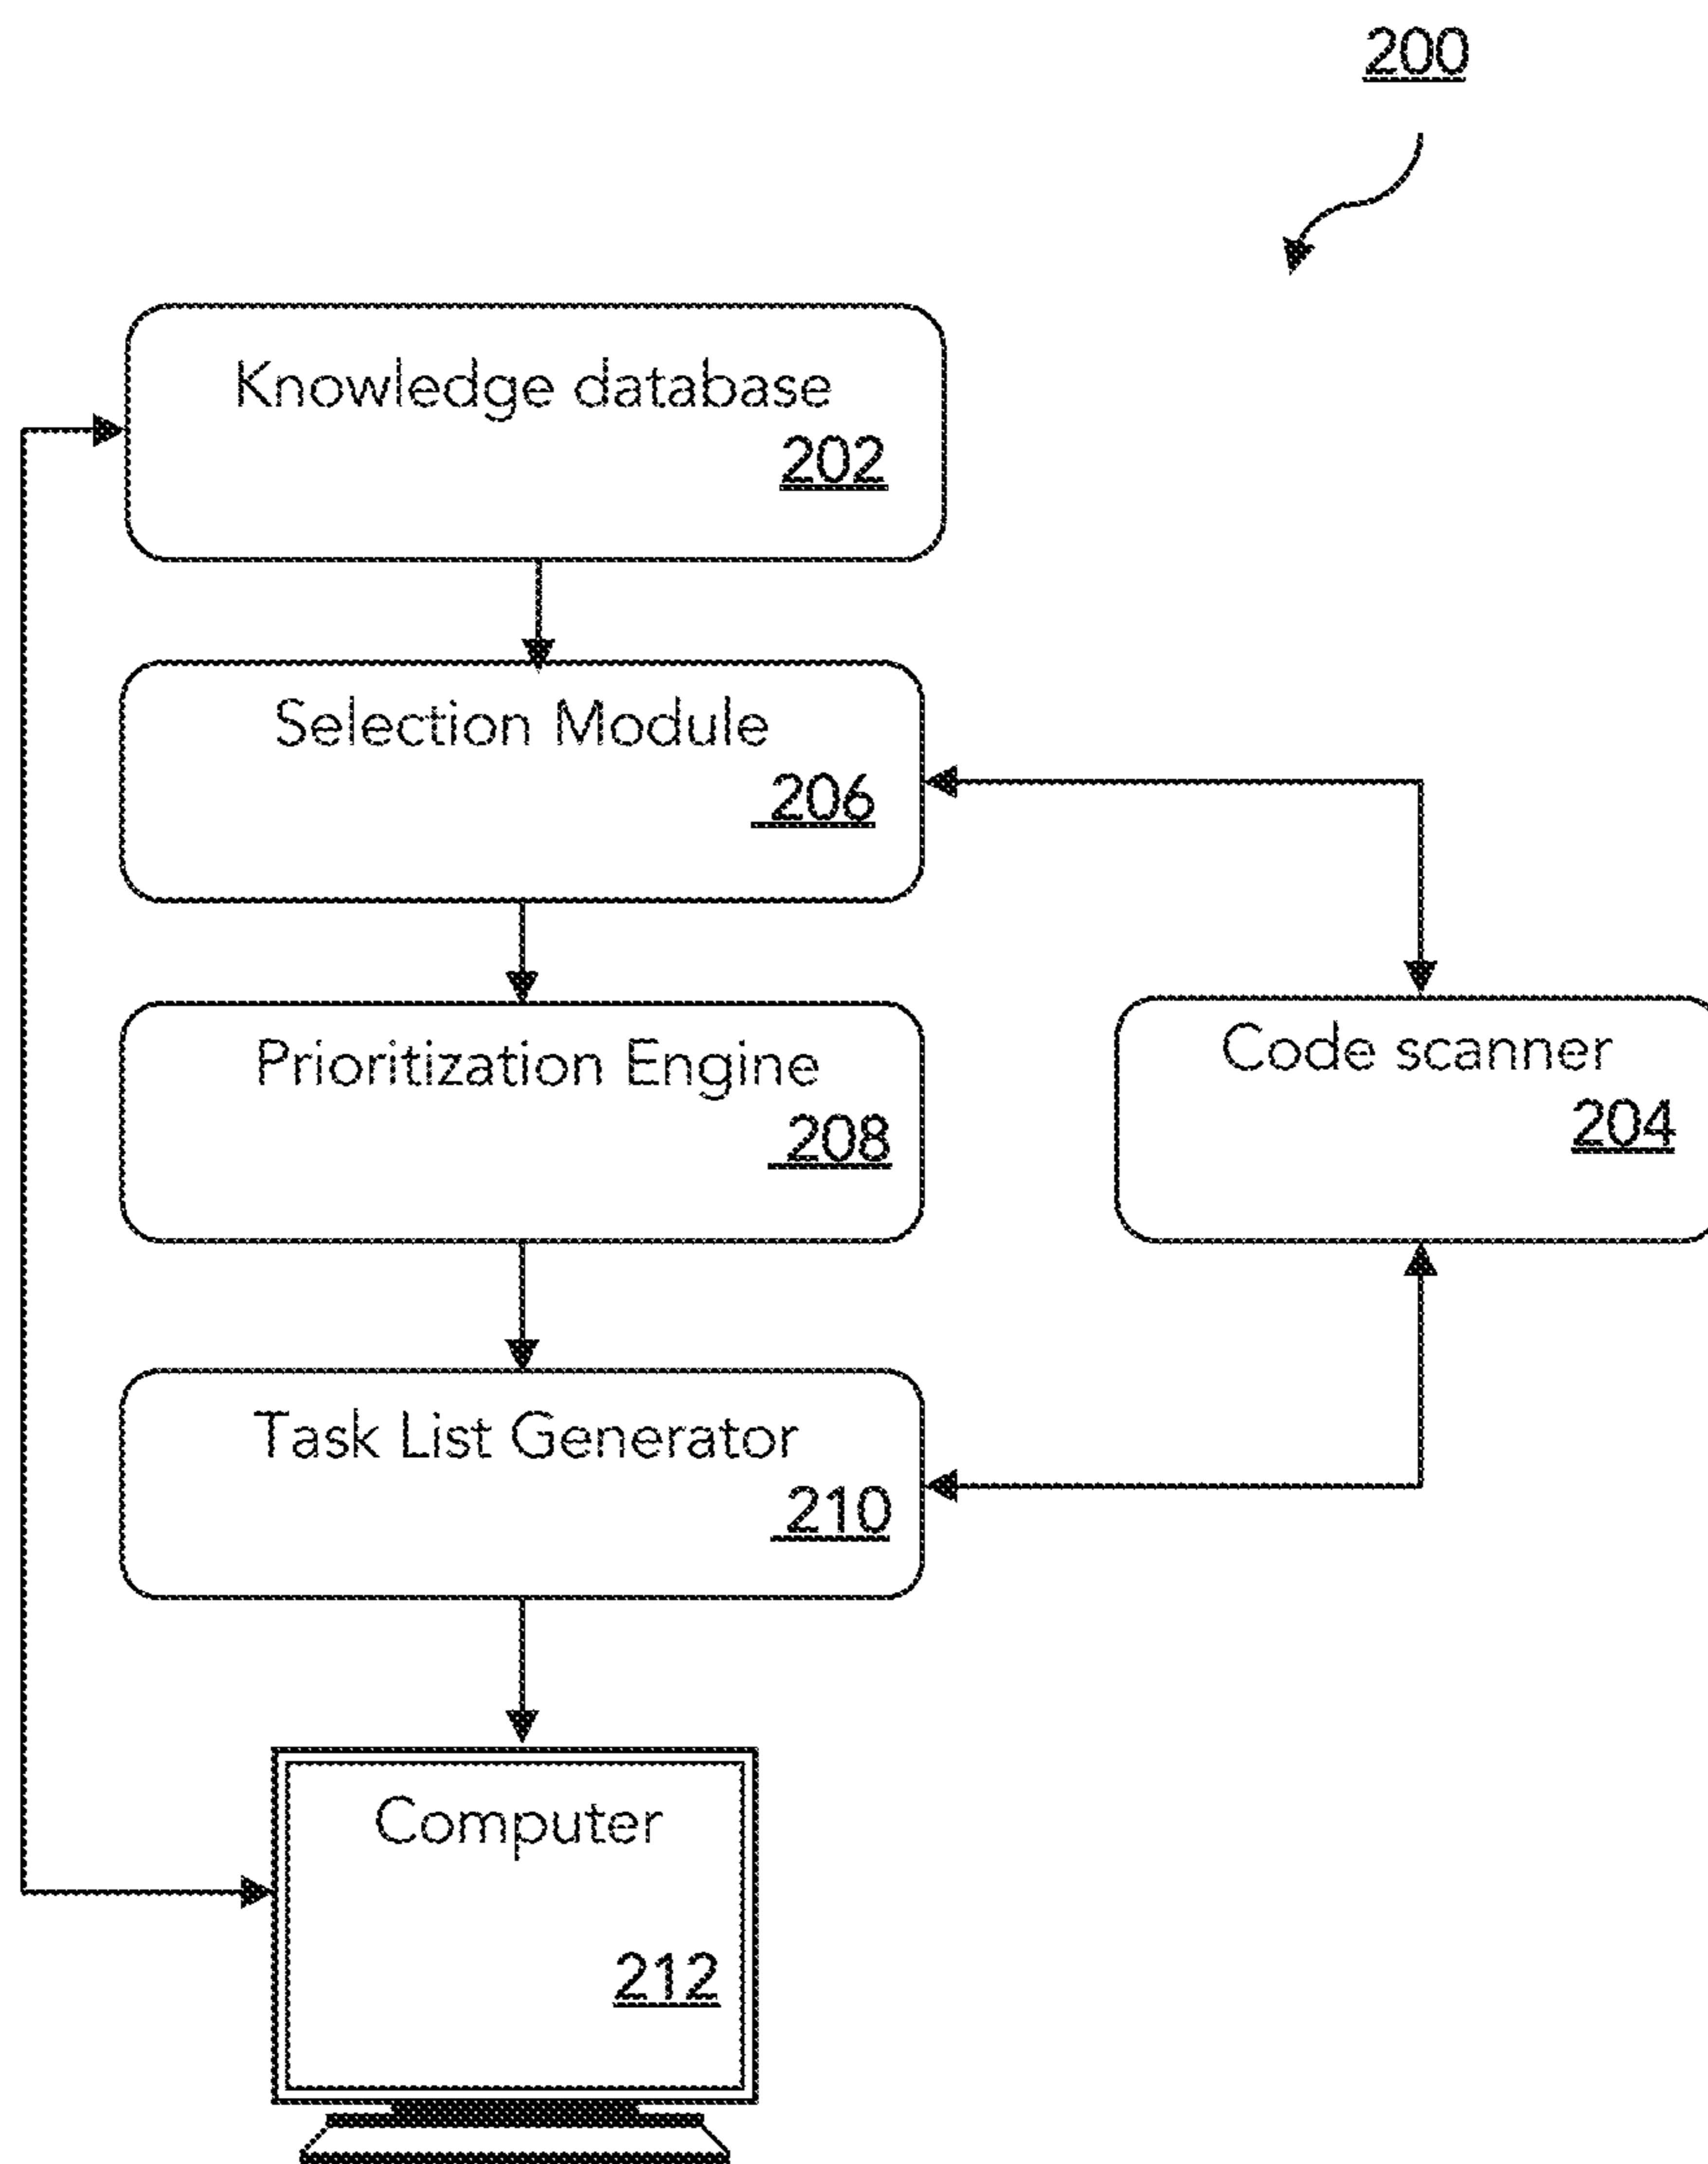 200
Knowledge database
202
Selection Module
206
Prioritization Engine
208
Code scanner
204
Task List Generator
210
Computer
212